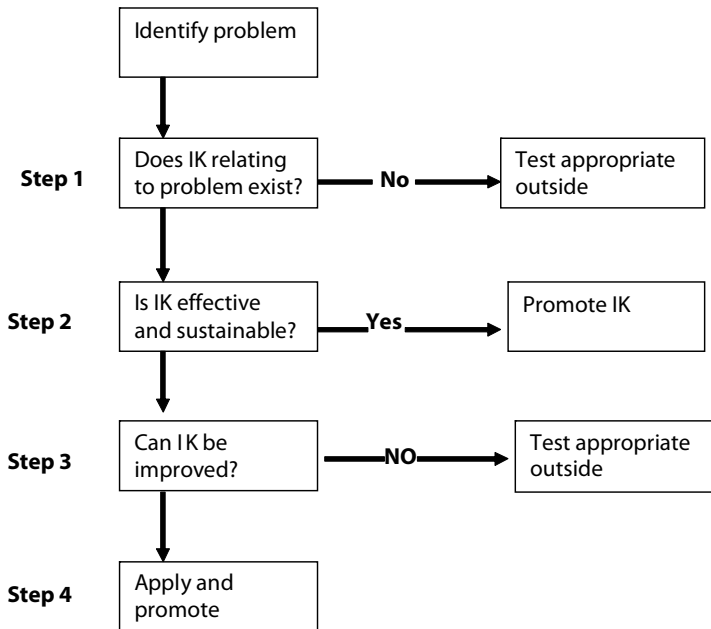 Identify problem
Step 1
Does IK relating
to problem exist?
No
Test appropriate
outside
Step 2
Is IK effective
and sustainable?
Yes
Promote IK
Step 3
Can IK be
improved?
NO
Test appropriate
outside
Step 4
Apply and
promote